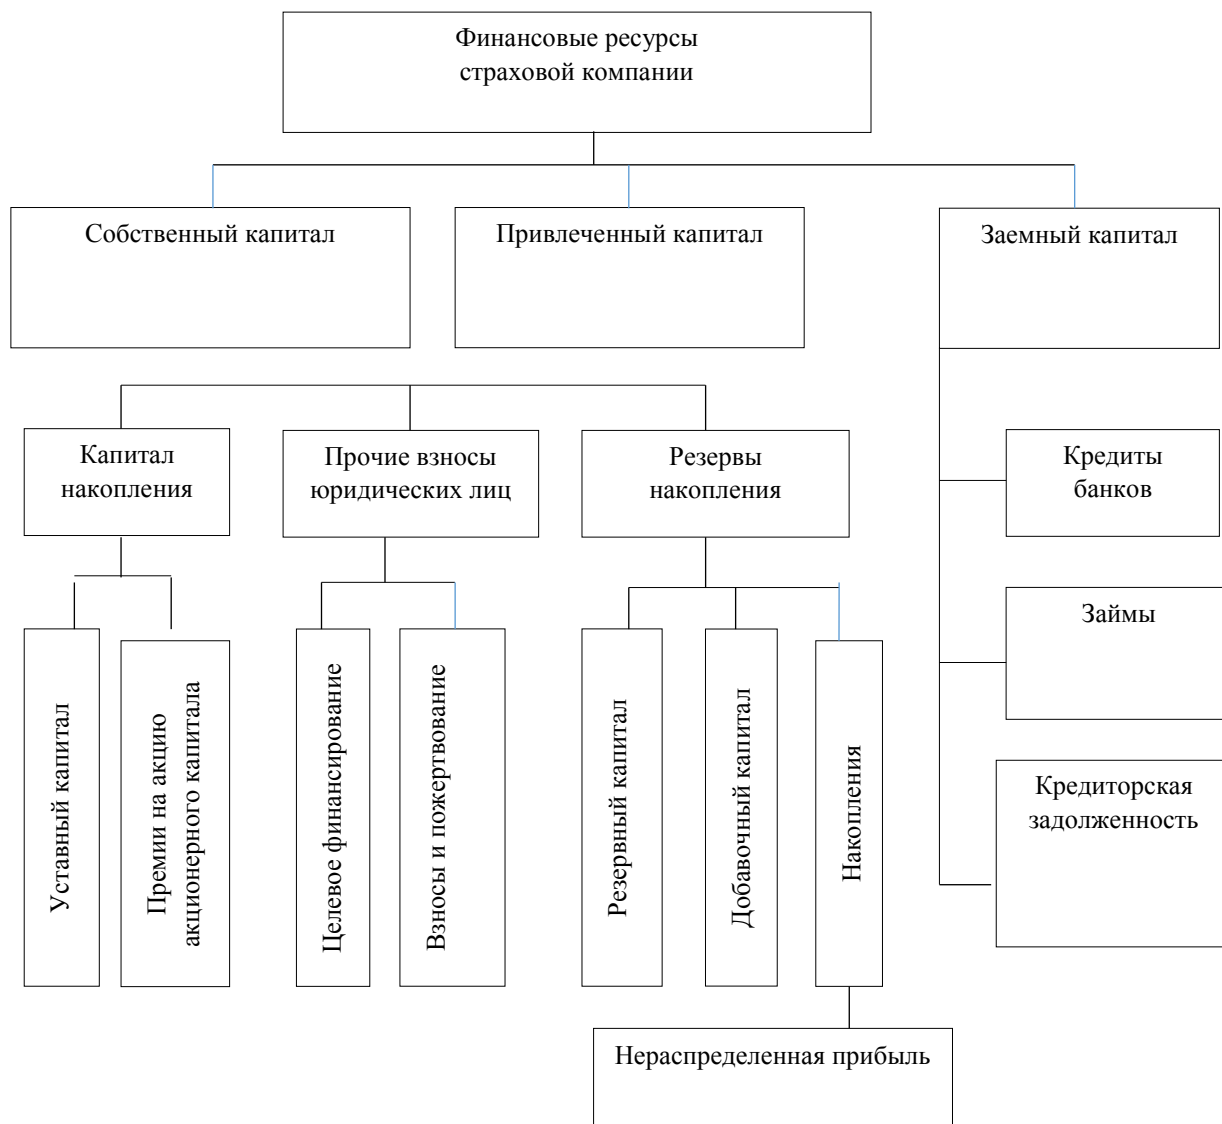 Финансовые ресурсы
страховой компании
Собственный капитал
Привлеченный капитал
Заемный капитал
Капитал
накопления
Прочие взносы
юридических лиц
Резервы
накопления
Кредиты
банков
Займы
Кредиторская
задолженность
Уставный капитал
Премии на акцию
акционерного капитала
Целевое финансирование
Взносы и пожертвование
Резервный капитал
Добавочный капитал
Накопления
Нераспределенная прибыль